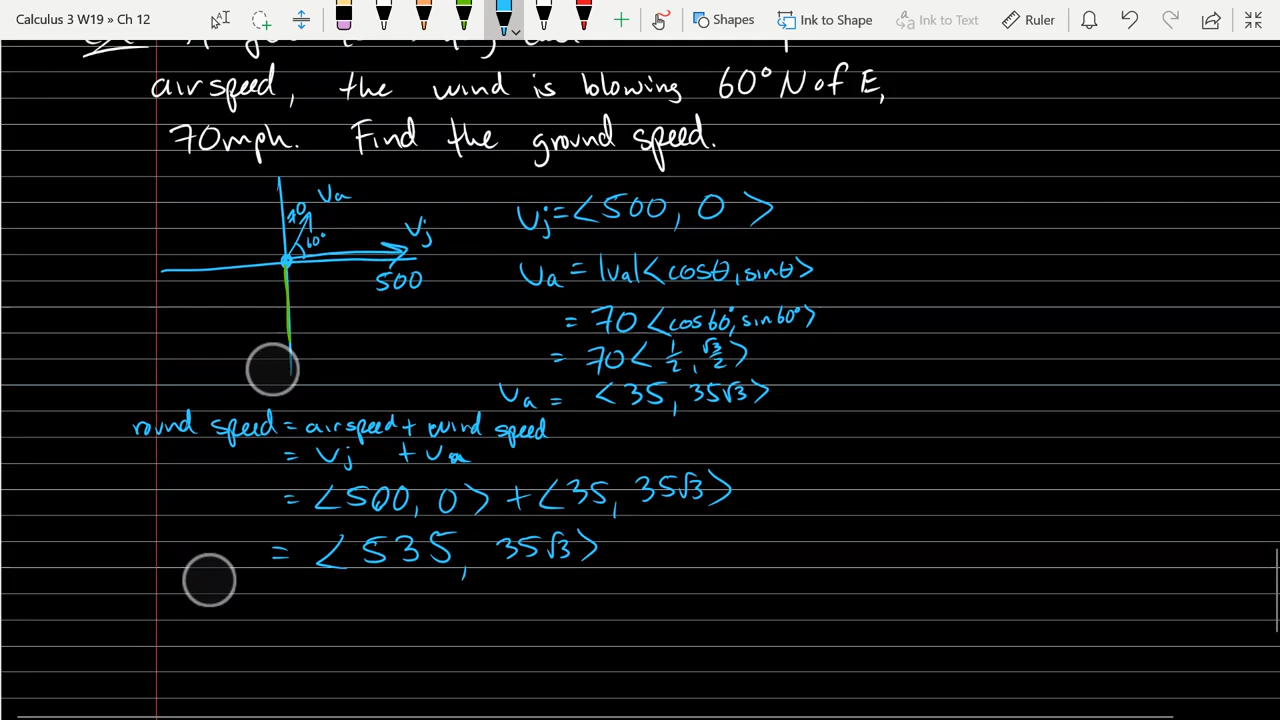 Calculus 3 W19 » Ch 12
Shapes Ink to Shape Ink to Text Ruler
airspeed, the wind is blowing 60° N of E,
70mph. Find the ground speed.
70 Va
60°
Vj
500
Vj = <500, 0>
Va = |Va|<cosθ, sinθ>
= 70 <cos60°, sin60°>
= 70 < 1/2, √3/2 >
Va = <35, 35√3>
round speed = airspeed + wind speed
= Vj + Va
= <500, 0> + <35, 35√3>
= <535, 35√3>